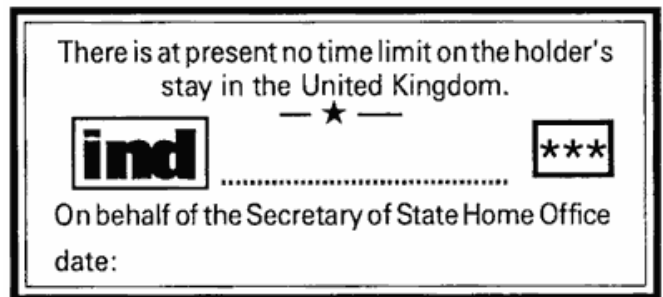 There is at present no time limit on the holder's
stay in the United Kingdom.
— ★ —
ind ........................................ ***
On behalf of the Secretary of State Home Office
date: